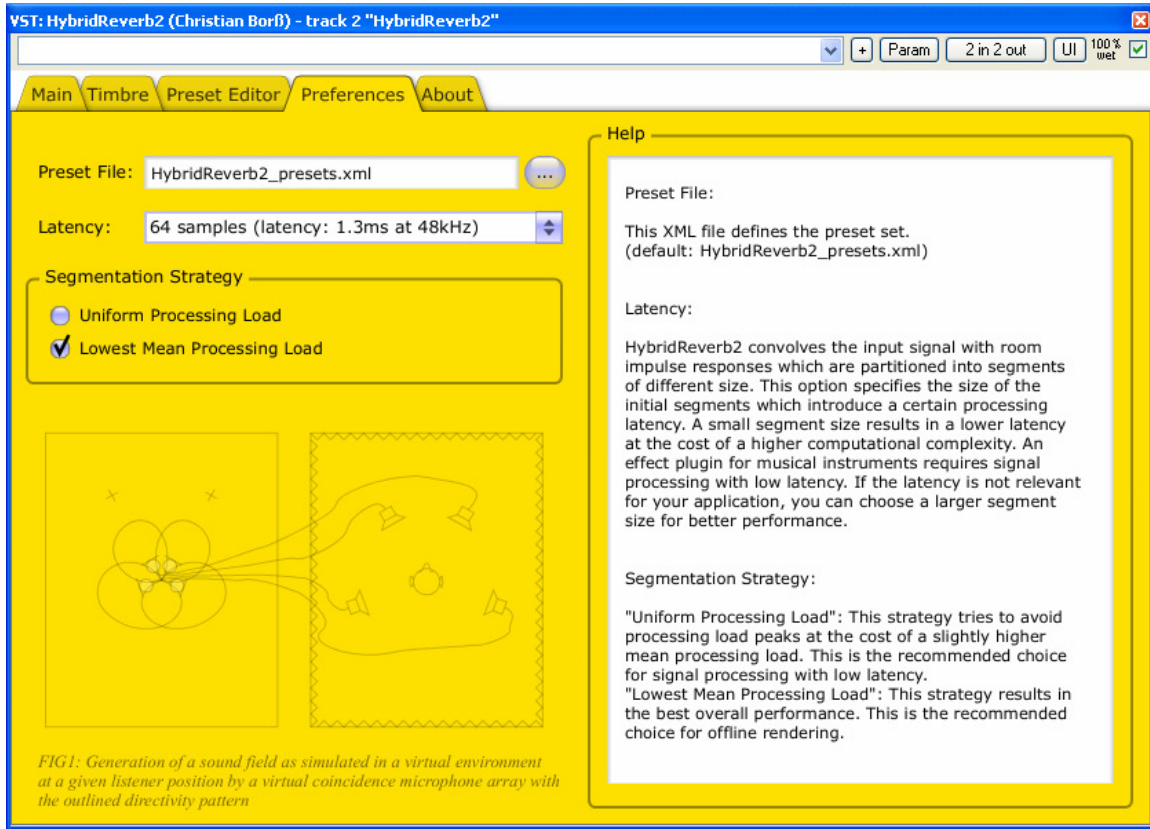 VST: HybridReverb2 (Christian Borß) - track 2 "HybridReverb2"
+ Param 2 in 2 out UI 100% wet
Main Timbre Preset Editor Preferences About
Preset File: HybridReverb2_presets.xml ...
Latency: 64 samples (latency: 1.3ms at 48kHz)
Segmentation Strategy
Uniform Processing Load
Lowest Mean Processing Load
FIG1: Generation of a sound field as simulated in a virtual environment
at a given listener position by a virtual coincidence microphone array with
the outlined directivity pattern
Help
Preset File:
This XML file defines the preset set.
(default: HybridReverb2_presets.xml)
Latency:
HybridReverb2 convolves the input signal with room
impulse responses which are partitioned into segments
of different size. This option specifies the size of the
initial segments which introduce a certain processing
latency. A small segment size results in a lower latency
at the cost of a higher computational complexity. An
effect plugin for musical instruments requires signal
processing with low latency. If the latency is not relevant
for your application, you can choose a larger segment
size for better performance.
Segmentation Strategy:
"Uniform Processing Load": This strategy tries to avoid
processing load peaks at the cost of a slightly higher
mean processing load. This is the recommended choice
for signal processing with low latency.
"Lowest Mean Processing Load": This strategy results in
the best overall performance. This is the recommended
choice for offline rendering.